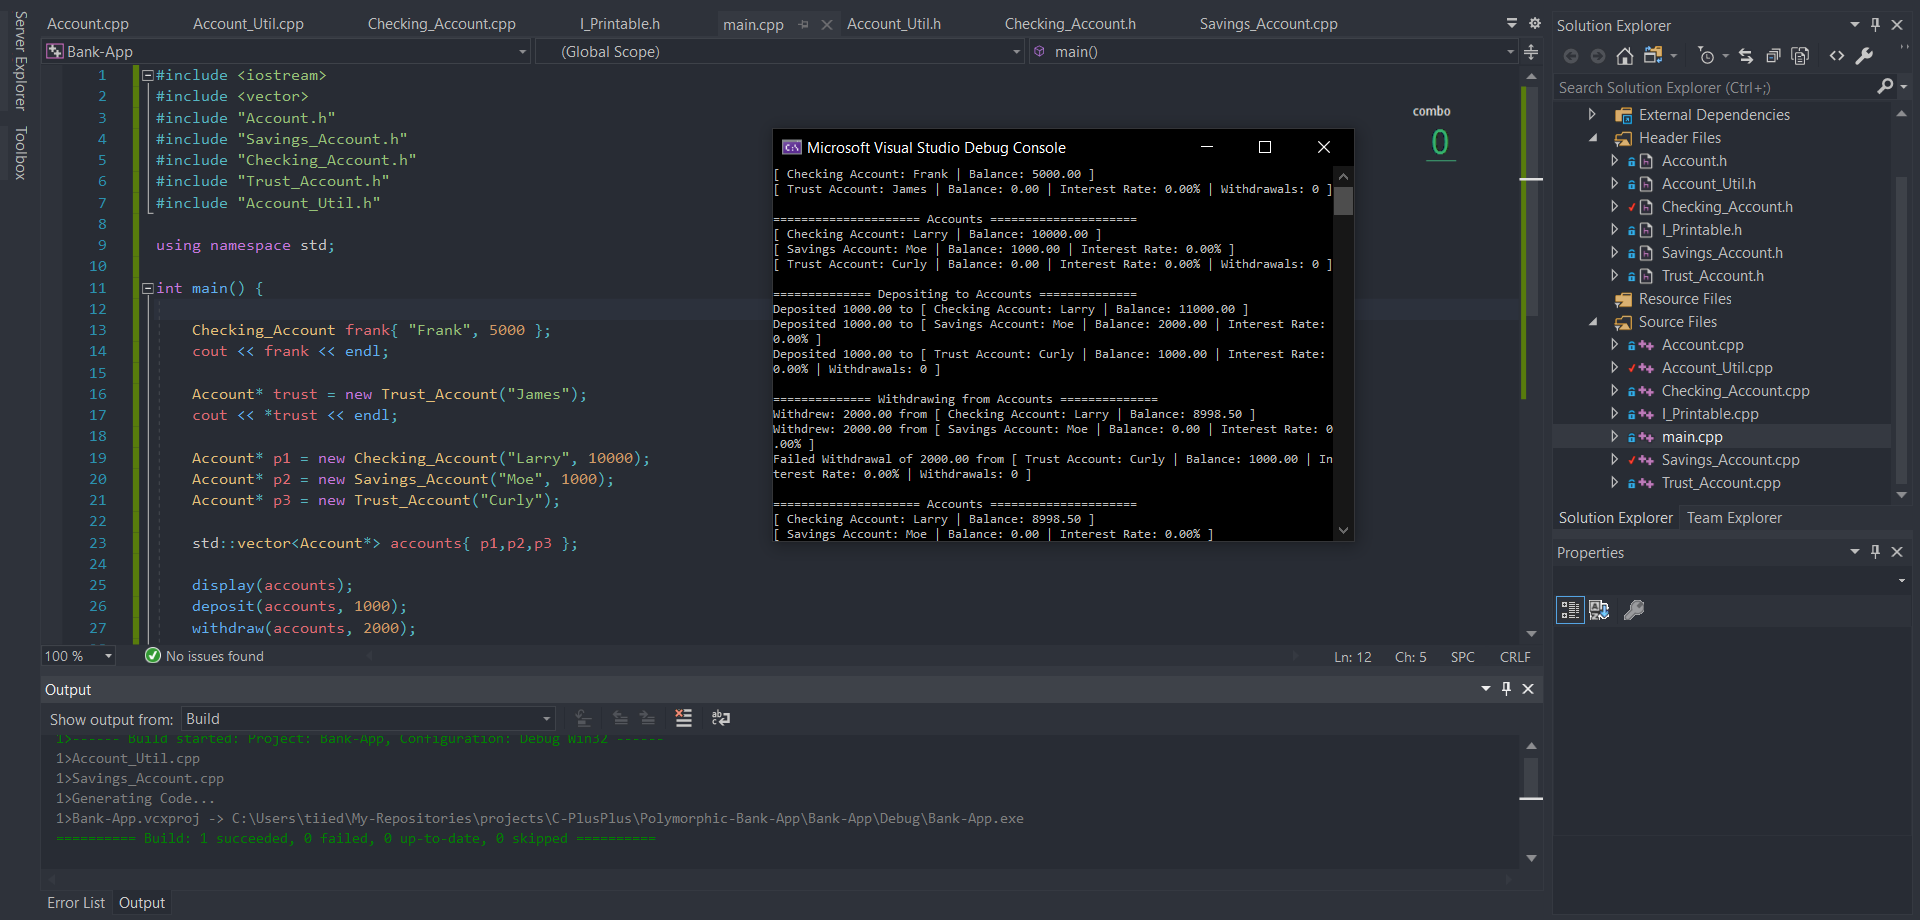 Server Explorer
Toolbox
Account.cpp Account_Util.cpp Checking_Account.cpp I_Printable.h main.cpp Account_Util.h Checking_Account.h Savings_Account.cpp
Bank-App (Global Scope) main()
1 #include <iostream>
2 #include <vector>
3 #include "Account.h"
4 #include "Savings_Account.h"
5 #include "Checking_Account.h"
6 #include "Trust_Account.h"
7 #include "Account_Util.h"
8
9 using namespace std;
10
11 int main() {
12
13 Checking_Account frank{ "Frank", 5000 };
14 cout << frank << endl;
15
16 Account* trust = new Trust_Account("James");
17 cout << *trust << endl;
18
19 Account* p1 = new Checking_Account("Larry", 10000);
20 Account* p2 = new Savings_Account("Moe", 1000);
21 Account* p3 = new Trust_Account("Curly");
22
23 std::vector<Account*> accounts{ p1,p2,p3 };
24
25 display(accounts);
26 deposit(accounts, 1000);
27 withdraw(accounts, 2000);
combo
0
C:\ Microsoft Visual Studio Debug Console
[ Checking Account: Frank | Balance: 5000.00 ]
[ Trust Account: James | Balance: 0.00 | Interest Rate: 0.00% | Withdrawals: 0 ]
===================== Accounts =====================
[ Checking Account: Larry | Balance: 10000.00 ]
[ Savings Account: Moe | Balance: 1000.00 | Interest Rate: 0.00% ]
[ Trust Account: Curly | Balance: 0.00 | Interest Rate: 0.00% | Withdrawals: 0 ]
============== Depositing to Accounts ==============
Deposited 1000.00 to [ Checking Account: Larry | Balance: 11000.00 ]
Deposited 1000.00 to [ Savings Account: Moe | Balance: 2000.00 | Interest Rate:
0.00% ]
Deposited 1000.00 to [ Trust Account: Curly | Balance: 1000.00 | Interest Rate:
0.00% | Withdrawals: 0 ]
============== Withdrawing from Accounts ==============
Withdrew: 2000.00 from [ Checking Account: Larry | Balance: 8998.50 ]
Withdrew: 2000.00 from [ Savings Account: Moe | Balance: 0.00 | Interest Rate: 0
.00% ]
Failed Withdrawal of 2000.00 from [ Trust Account: Curly | Balance: 1000.00 | In
terest Rate: 0.00% | Withdrawals: 0 ]
===================== Accounts =====================
[ Checking Account: Larry | Balance: 8998.50 ]
[ Savings Account: Moe | Balance: 0.00 | Interest Rate: 0.00% ]
100 % No issues found Ln: 12 Ch: 5 SPC CRLF
Output
Show output from: Build
1>------ Build started: Project: Bank-App, Configuration: Debug Win32 ------
1>Account_Util.cpp
1>Savings_Account.cpp
1>Generating Code...
1>Bank-App.vcxproj -> C:\Users\tiied\My-Repositories\projects\C-PlusPlus\Polymorphic-Bank-App\Bank-App\Debug\Bank-App.exe
========== Build: 1 succeeded, 0 failed, 0 up-to-date, 0 skipped ==========
Error List Output
Solution Explorer
Search Solution Explorer (Ctrl+;)
External Dependencies
Header Files
Account.h
Account_Util.h
Checking_Account.h
I_Printable.h
Savings_Account.h
Trust_Account.h
Resource Files
Source Files
Account.cpp
Account_Util.cpp
Checking_Account.cpp
I_Printable.cpp
main.cpp
Savings_Account.cpp
Trust_Account.cpp
Solution Explorer Team Explorer
Properties